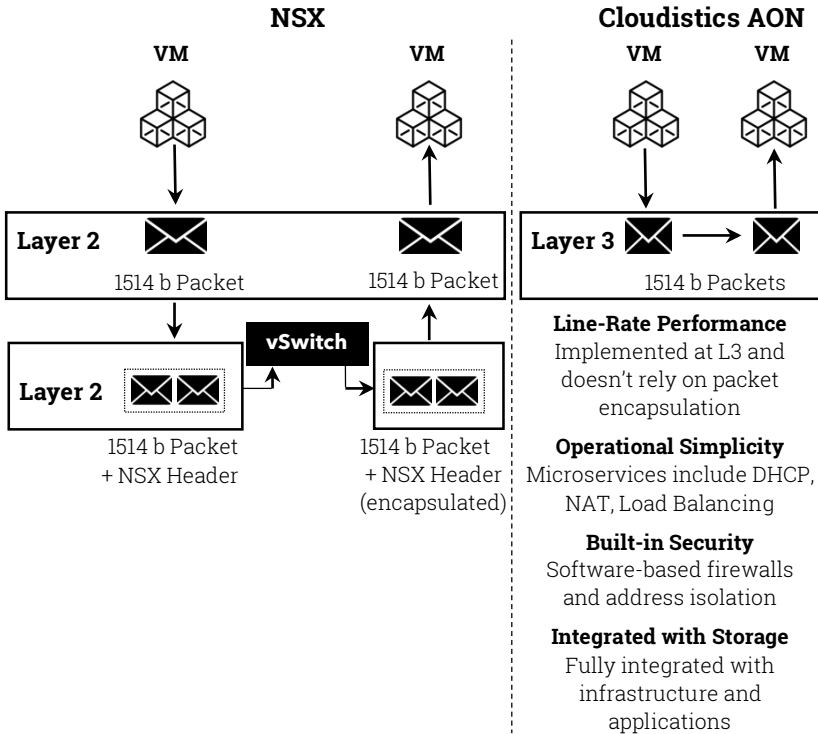 NSX
VM
VM
Layer 2
1514 b Packet
1514 b Packet
vSwitch
Layer 2
1514 b Packet
+ NSX Header
1514 b Packet
+ NSX Header
(encapsulated)
Cloudistics AON
VM
VM
Layer 3
1514 b Packets
Line-Rate Performance
Implemented at L3 and
doesn’t rely on packet
encapsulation
Operational Simplicity
Microservices include DHCP,
NAT, Load Balancing
Built-in Security
Software-based firewalls
and address isolation
Integrated with Storage
Fully integrated with
infrastructure and
applications